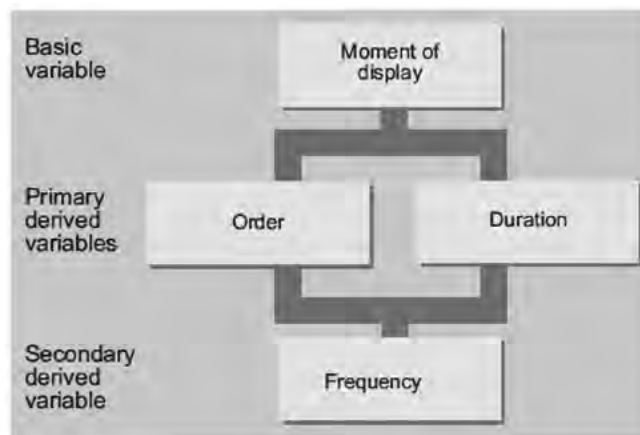 Basic
variable
Moment of
display
Primary
derived
variables
Order
Duration
Secondary
derived
variable
Frequency